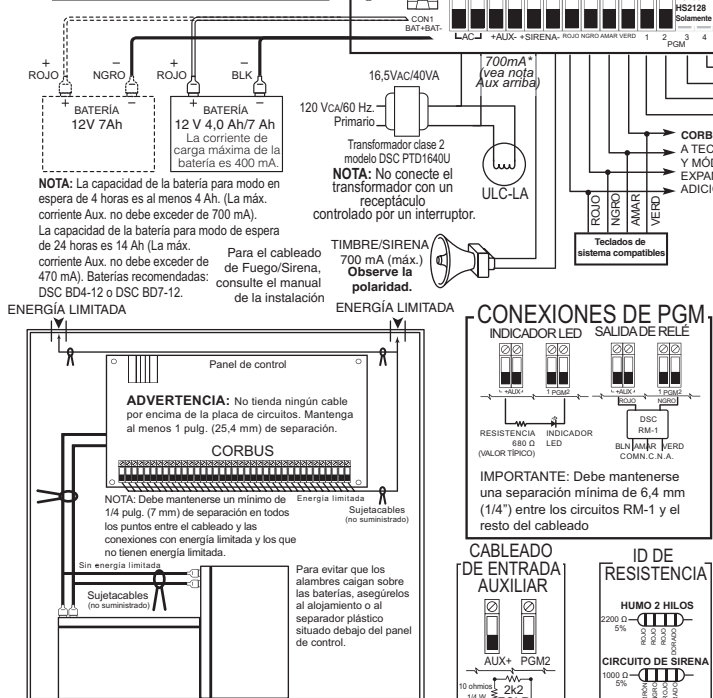 HS2128
Solamente
CON1
BAT+BAT-
AC
+AUX- +SIRENA- ROJO NGRO AMAR VERD 1 2 3 4
PGM
+
ROJO
–
NGRO
+
ROJO
–
BLK
700mA*
(vea nota
Aux arriba)
16,5VAC/40VA
+ –
BATERÍA
12V 7Ah
+ –
BATERÍA
12 V 4,0 Ah/7 Ah
La corriente de
carga máxima de la
batería es 400 mA.
120 VCA/60 Hz.
Primario
Transformador clase 2
modelo DSC PTD1640U
NOTA: No conecte el
transformador con un
receptáculo
controlado por un interruptor.
ULC-LA
CORB
A TEC
Y MÓD
EXPA
ADICI
ROJO
NGRO
AMAR
VERD
Teclados de
sistema compatibles
NOTA: La capacidad de la batería para modo en
espera de 4 horas es al menos 4 Ah. (La máx.
corriente Aux. no debe exceder de 700 mA).
La capacidad de la batería para modo de espera
de 24 horas es 14 Ah (La máx.
corriente Aux. no debe exceder de
470 mA). Baterías recomendadas:
DSC BD4-12 o DSC BD7-12.
Para el cableado
de Fuego/Sirena,
consulte el manual
de la instalación
TIMBRE/SIRENA
700 mA (máx.)
Observe la
polaridad.
ENERGÍA LIMITADA
ENERGÍA LIMITADA
Panel de control
ADVERTENCIA: No tienda ningún cable
por encima de la placa de circuitos. Mantenga
al menos 1 pulg. (25,4 mm) de separación.
CORBUS
NOTA: Debe mantenerse un mínimo de
1/4 pulg. (7 mm) de separación en todos
los puntos entre el cableado y las
conexiones con energía limitada y los que
no tienen energía limitada.
Energía limitada
Sujetacables
(no suministrado)
Sin energía limitada
Sujetacables
(no suministrado)
Para evitar que los
alambres caigan sobre
las baterías, asegúrelos
al alojamiento o al
separador plástico
situado debajo del panel
de control.
CONEXIONES DE PGM
INDICADOR LED
SALIDA DE RELÉ
+AUX-
1 PGM2
+AUX-
1 PGM2
ROJO
NGRO
RESISTENCIA
680 Ω
(VALOR TÍPICO)
INDICADOR
LED
DSC
RM-1
BLN AMAR VERD
COMN.C.N.A.
IMPORTANTE: Debe mantenerse
una separación mínima de 6,4 mm
(1/4”) entre los circuitos RM-1 y el
resto del cableado
CABLEADO
DE ENTRADA
AUXILIAR
AUX+ PGM2
10 ohmios
1/4 W
2k2
ID DE
RESISTENCIA
HUMO 2 HILOS
2200 Ω
5%
ROJO
ROJO
ROJO
DORADO
CIRCUITO DE SIRENA
1000 Ω
5%